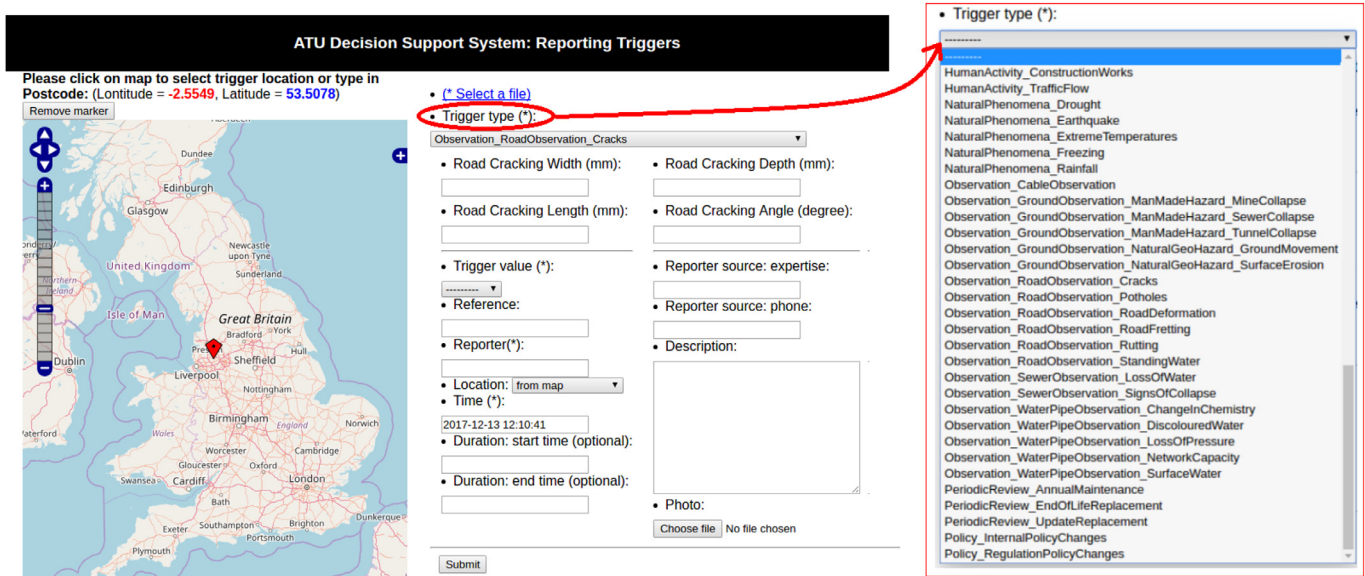 ATU Decision Support System: Reporting Triggers
Please click on map to select trigger location or type in
Postcode: (Lontitude = -2.5549, Latitude = 53.5078)
Remove marker
Aberdeen
Dundee
Edinburgh
Glasgow
Newcastle
upon Tyne
United Kingdom
Sunderland
Northern
Ireland
Isle of Man
Great Britain
Bradford
York
Hull
Dublin
Sheffield
Liverpool
Nottingham
Birmingham
England
Norwich
Wales
Worcester
Cambridge
Gloucester
Oxford
Swansea
Cardiff
London
Bath
Southampton
Brighton
Dunkerque
Exeter
Portsmouth
Plymouth
(* Select a file)
Trigger type (*):
Observation_RoadObservation_Cracks
Road Cracking Width (mm):
Road Cracking Depth (mm):
Road Cracking Length (mm):
Road Cracking Angle (degree):
Trigger value (*):
---------
Reporter source: expertise:
Reference:
Reporter source: phone:
Reporter(*):
Description:
Location: from map
Time (*):
2017-12-13 12:10:41
Duration: start time (optional):
Duration: end time (optional):
Photo:
Choose file No file chosen
Submit
Trigger type (*):
---------
---------
HumanActivity_ConstructionWorks
HumanActivity_TrafficFlow
NaturalPhenomena_Drought
NaturalPhenomena_Earthquake
NaturalPhenomena_ExtremeTemperatures
NaturalPhenomena_Freezing
NaturalPhenomena_Rainfall
Observation_CableObservation
Observation_GroundObservation_ManMadeHazard_MineCollapse
Observation_GroundObservation_ManMadeHazard_SewerCollapse
Observation_GroundObservation_ManMadeHazard_TunnelCollapse
Observation_GroundObservation_NaturalGeoHazard_GroundMovement
Observation_GroundObservation_NaturalGeoHazard_SurfaceErosion
Observation_RoadObservation_Cracks
Observation_RoadObservation_Potholes
Observation_RoadObservation_RoadDeformation
Observation_RoadObservation_RoadFretting
Observation_RoadObservation_Rutting
Observation_RoadObservation_StandingWater
Observation_SewerObservation_LossOfWater
Observation_SewerObservation_SignsOfCollapse
Observation_WaterPipeObservation_ChangeInChemistry
Observation_WaterPipeObservation_DiscolouredWater
Observation_WaterPipeObservation_LossOfPressure
Observation_WaterPipeObservation_NetworkCapacity
Observation_WaterPipeObservation_SurfaceWater
PeriodicReview_AnnualMaintenance
PeriodicReview_EndOfLifeReplacement
PeriodicReview_UpdateReplacement
Policy_InternalPolicyChanges
Policy_RegulationPolicyChanges